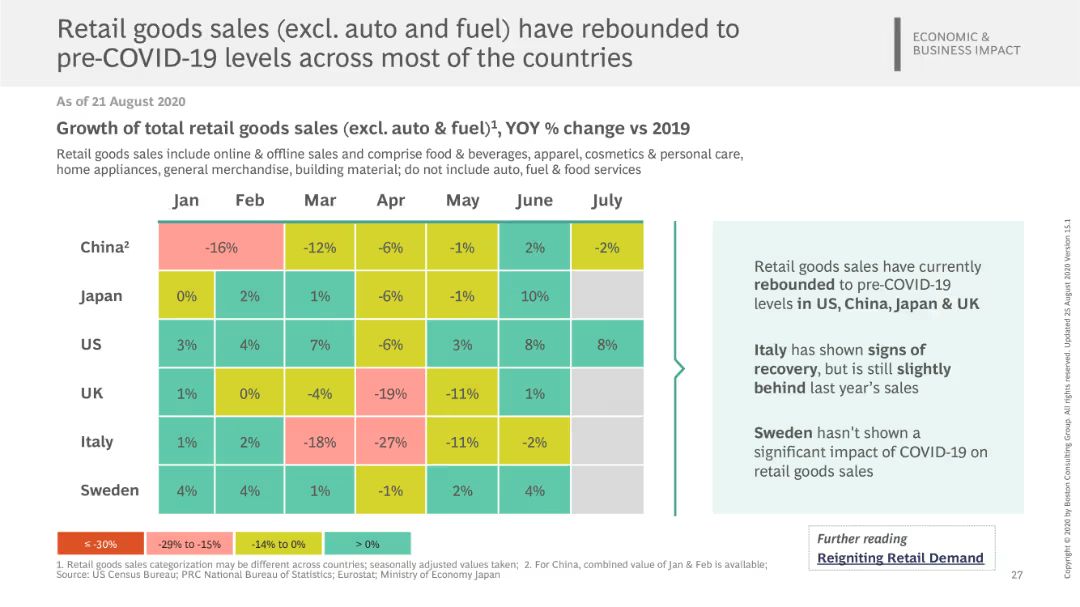 Retail goods sales (excl. auto and fuel) have rebounded to
pre-COVID-19 levels across most of the countries
ECONOMIC &
BUSINESS IMPACT
As of 21 August 2020
Growth of total retail goods sales (excl. auto & fuel)¹, YOY % change vs 2019
Retail goods sales include online & offline sales and comprise food & beverages, apparel, cosmetics & personal care,
home appliances, general merchandise, building material; do not include auto, fuel & food services
Jan Feb Mar Apr May June July
China² -16% -12% -6% -1% 2% -2%
Japan 0% 2% 1% -6% -1% 10%
US 3% 4% 7% -6% 3% 8% 8%
UK 1% 0% -4% -19% -11% 1%
Italy 1% 2% -18% -27% -11% -2%
Sweden 4% 4% 1% -1% 2% 4%
Retail goods sales have currently
rebounded to pre-COVID-19
levels in US, China, Japan & UK
Italy has shown signs of
recovery, but is still slightly
behind last year's sales
Sweden hasn't shown a
significant impact of COVID-19 on
retail goods sales
≤ -30% -29% to -15% -14% to 0% > 0%
Further reading
Reigniting Retail Demand
1. Retail goods sales categorization may be different across countries; seasonally adjusted values taken; 2. For China, combined value of Jan & Feb is available;
Source: US Census Bureau; PRC National Bureau of Statistics; Eurostat; Ministry of Economy Japan
27
Copyright © 2020 by Boston Consulting Group. All rights reserved. Updated 25 August 2020 Version 15.1